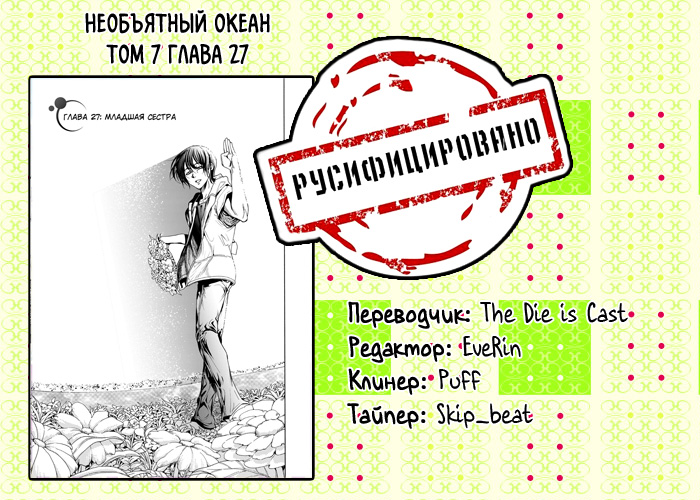 НЕОБЪЯТНЫЙ ОКЕАН
ТОМ 7 ГЛАВА 27
ГЛАВА 27: МЛАДШАЯ СЕСТРА
РУСИФИЦИРОВАНО
Переводчик: The Die is Cast
Редактор: EveRin
Клинер: Puff
Тайпер: Skip_beat